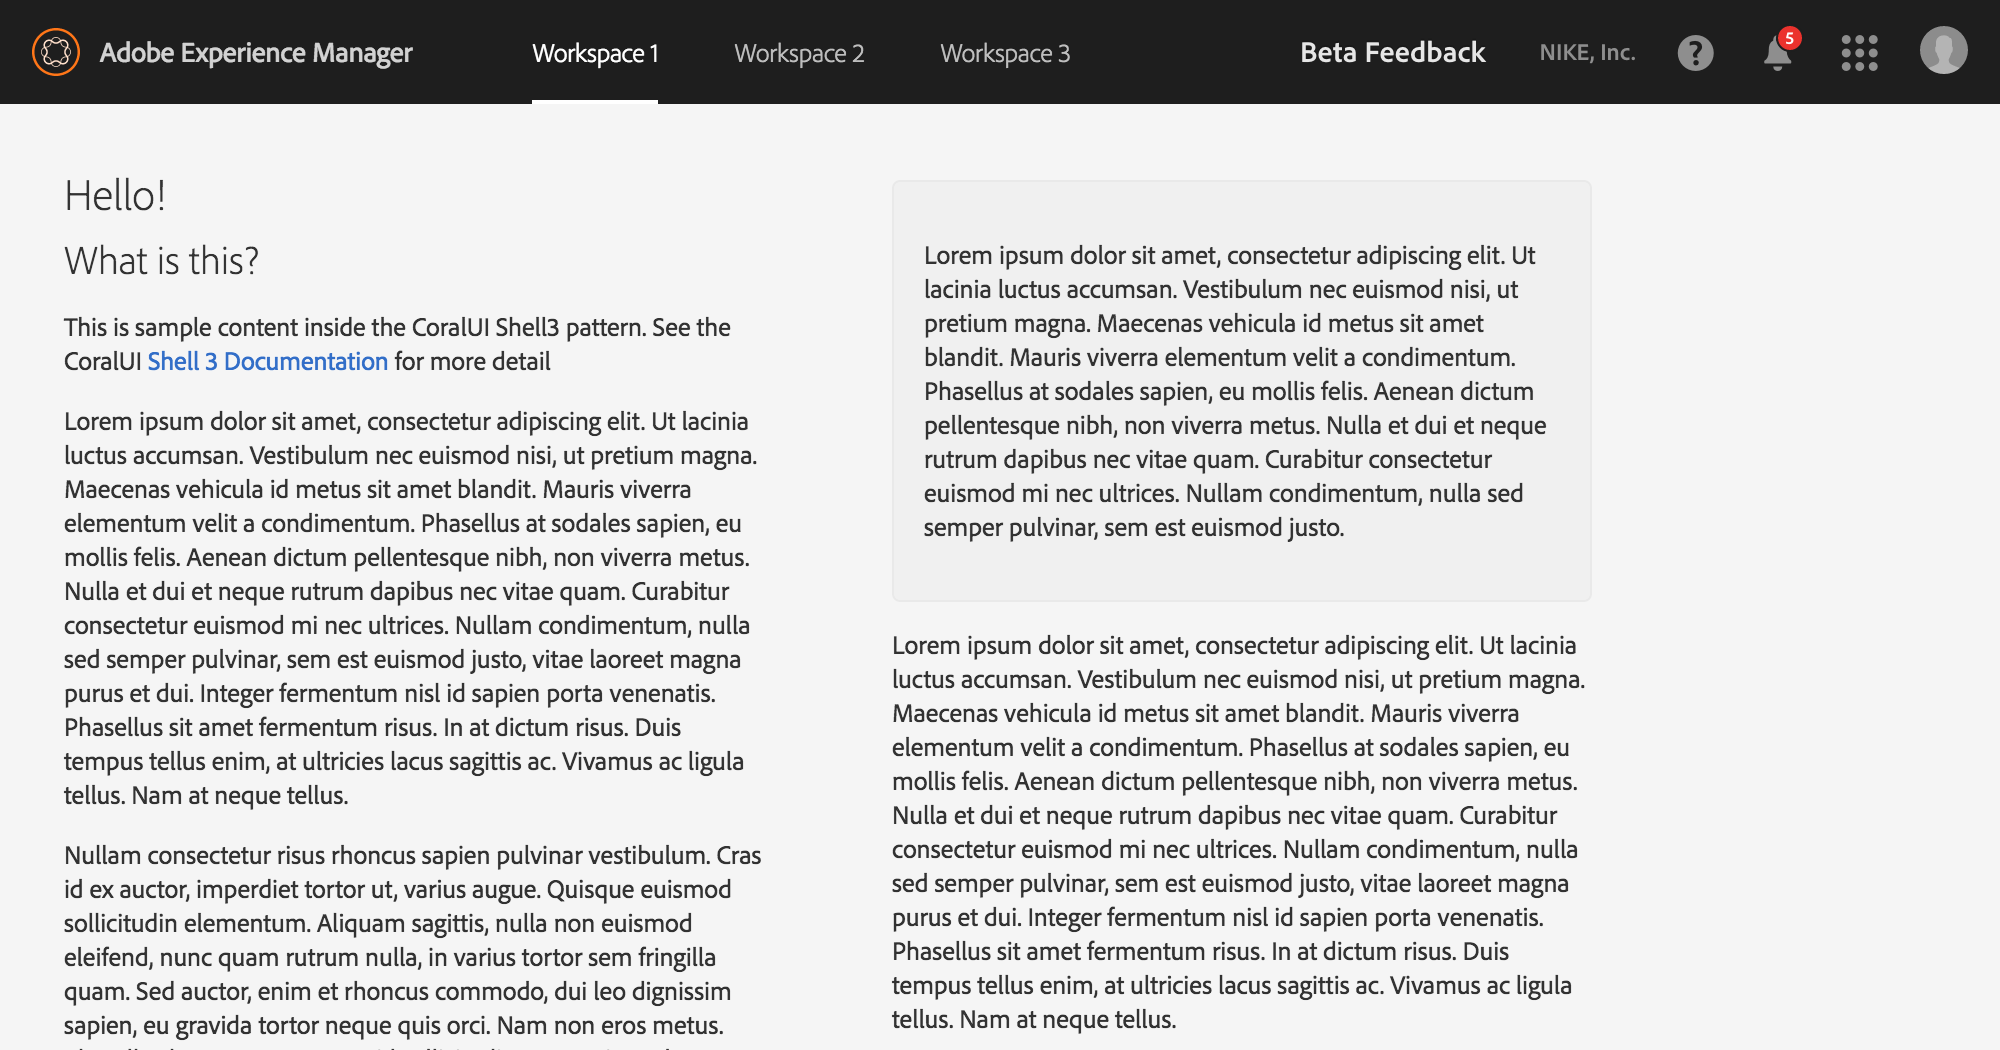 Adobe Experience Manager
Workspace 1
Workspace 2
Workspace 3
Beta Feedback
NIKE, Inc.
?
5
Hello!
What is this?
This is sample content inside the CoralUI Shell3 pattern. See the
CoralUI Shell 3 Documentation for more detail
Lorem ipsum dolor sit amet, consectetur adipiscing elit. Ut lacinia
luctus accumsan. Vestibulum nec euismod nisi, ut pretium magna.
Maecenas vehicula id metus sit amet blandit. Mauris viverra
elementum velit a condimentum. Phasellus at sodales sapien, eu
mollis felis. Aenean dictum pellentesque nibh, non viverra metus.
Nulla et dui et neque rutrum dapibus nec vitae quam. Curabitur
consectetur euismod mi nec ultrices. Nullam condimentum, nulla
sed semper pulvinar, sem est euismod justo, vitae laoreet magna
purus et dui. Integer fermentum nisl id sapien porta venenatis.
Phasellus sit amet fermentum risus. In at dictum risus. Duis
tempus tellus enim, at ultricies lacus sagittis ac. Vivamus ac ligula
tellus. Nam at neque tellus.
Nullam consectetur risus rhoncus sapien pulvinar vestibulum. Cras
id ex auctor, imperdiet tortor ut, varius augue. Quisque euismod
sollicitudin elementum. Aliquam sagittis, nulla non euismod
eleifend, nunc quam rutrum nulla, in varius tortor sem fringilla
quam. Sed auctor, enim et rhoncus commodo, dui leo dignissim
sapien, eu gravida tortor neque quis orci. Nam non eros metus.
Lorem ipsum dolor sit amet, consectetur adipiscing elit. Ut
lacinia luctus accumsan. Vestibulum nec euismod nisi, ut
pretium magna. Maecenas vehicula id metus sit amet
blandit. Mauris viverra elementum velit a condimentum.
Phasellus at sodales sapien, eu mollis felis. Aenean dictum
pellentesque nibh, non viverra metus. Nulla et dui et neque
rutrum dapibus nec vitae quam. Curabitur consectetur
euismod mi nec ultrices. Nullam condimentum, nulla sed
semper pulvinar, sem est euismod justo.
Lorem ipsum dolor sit amet, consectetur adipiscing elit. Ut lacinia
luctus accumsan. Vestibulum nec euismod nisi, ut pretium magna.
Maecenas vehicula id metus sit amet blandit. Mauris viverra
elementum velit a condimentum. Phasellus at sodales sapien, eu
mollis felis. Aenean dictum pellentesque nibh, non viverra metus.
Nulla et dui et neque rutrum dapibus nec vitae quam. Curabitur
consectetur euismod mi nec ultrices. Nullam condimentum, nulla
sed semper pulvinar, sem est euismod justo, vitae laoreet magna
purus et dui. Integer fermentum nisl id sapien porta venenatis.
Phasellus sit amet fermentum risus. In at dictum risus. Duis
tempus tellus enim, at ultricies lacus sagittis ac. Vivamus ac ligula
tellus. Nam at neque tellus.